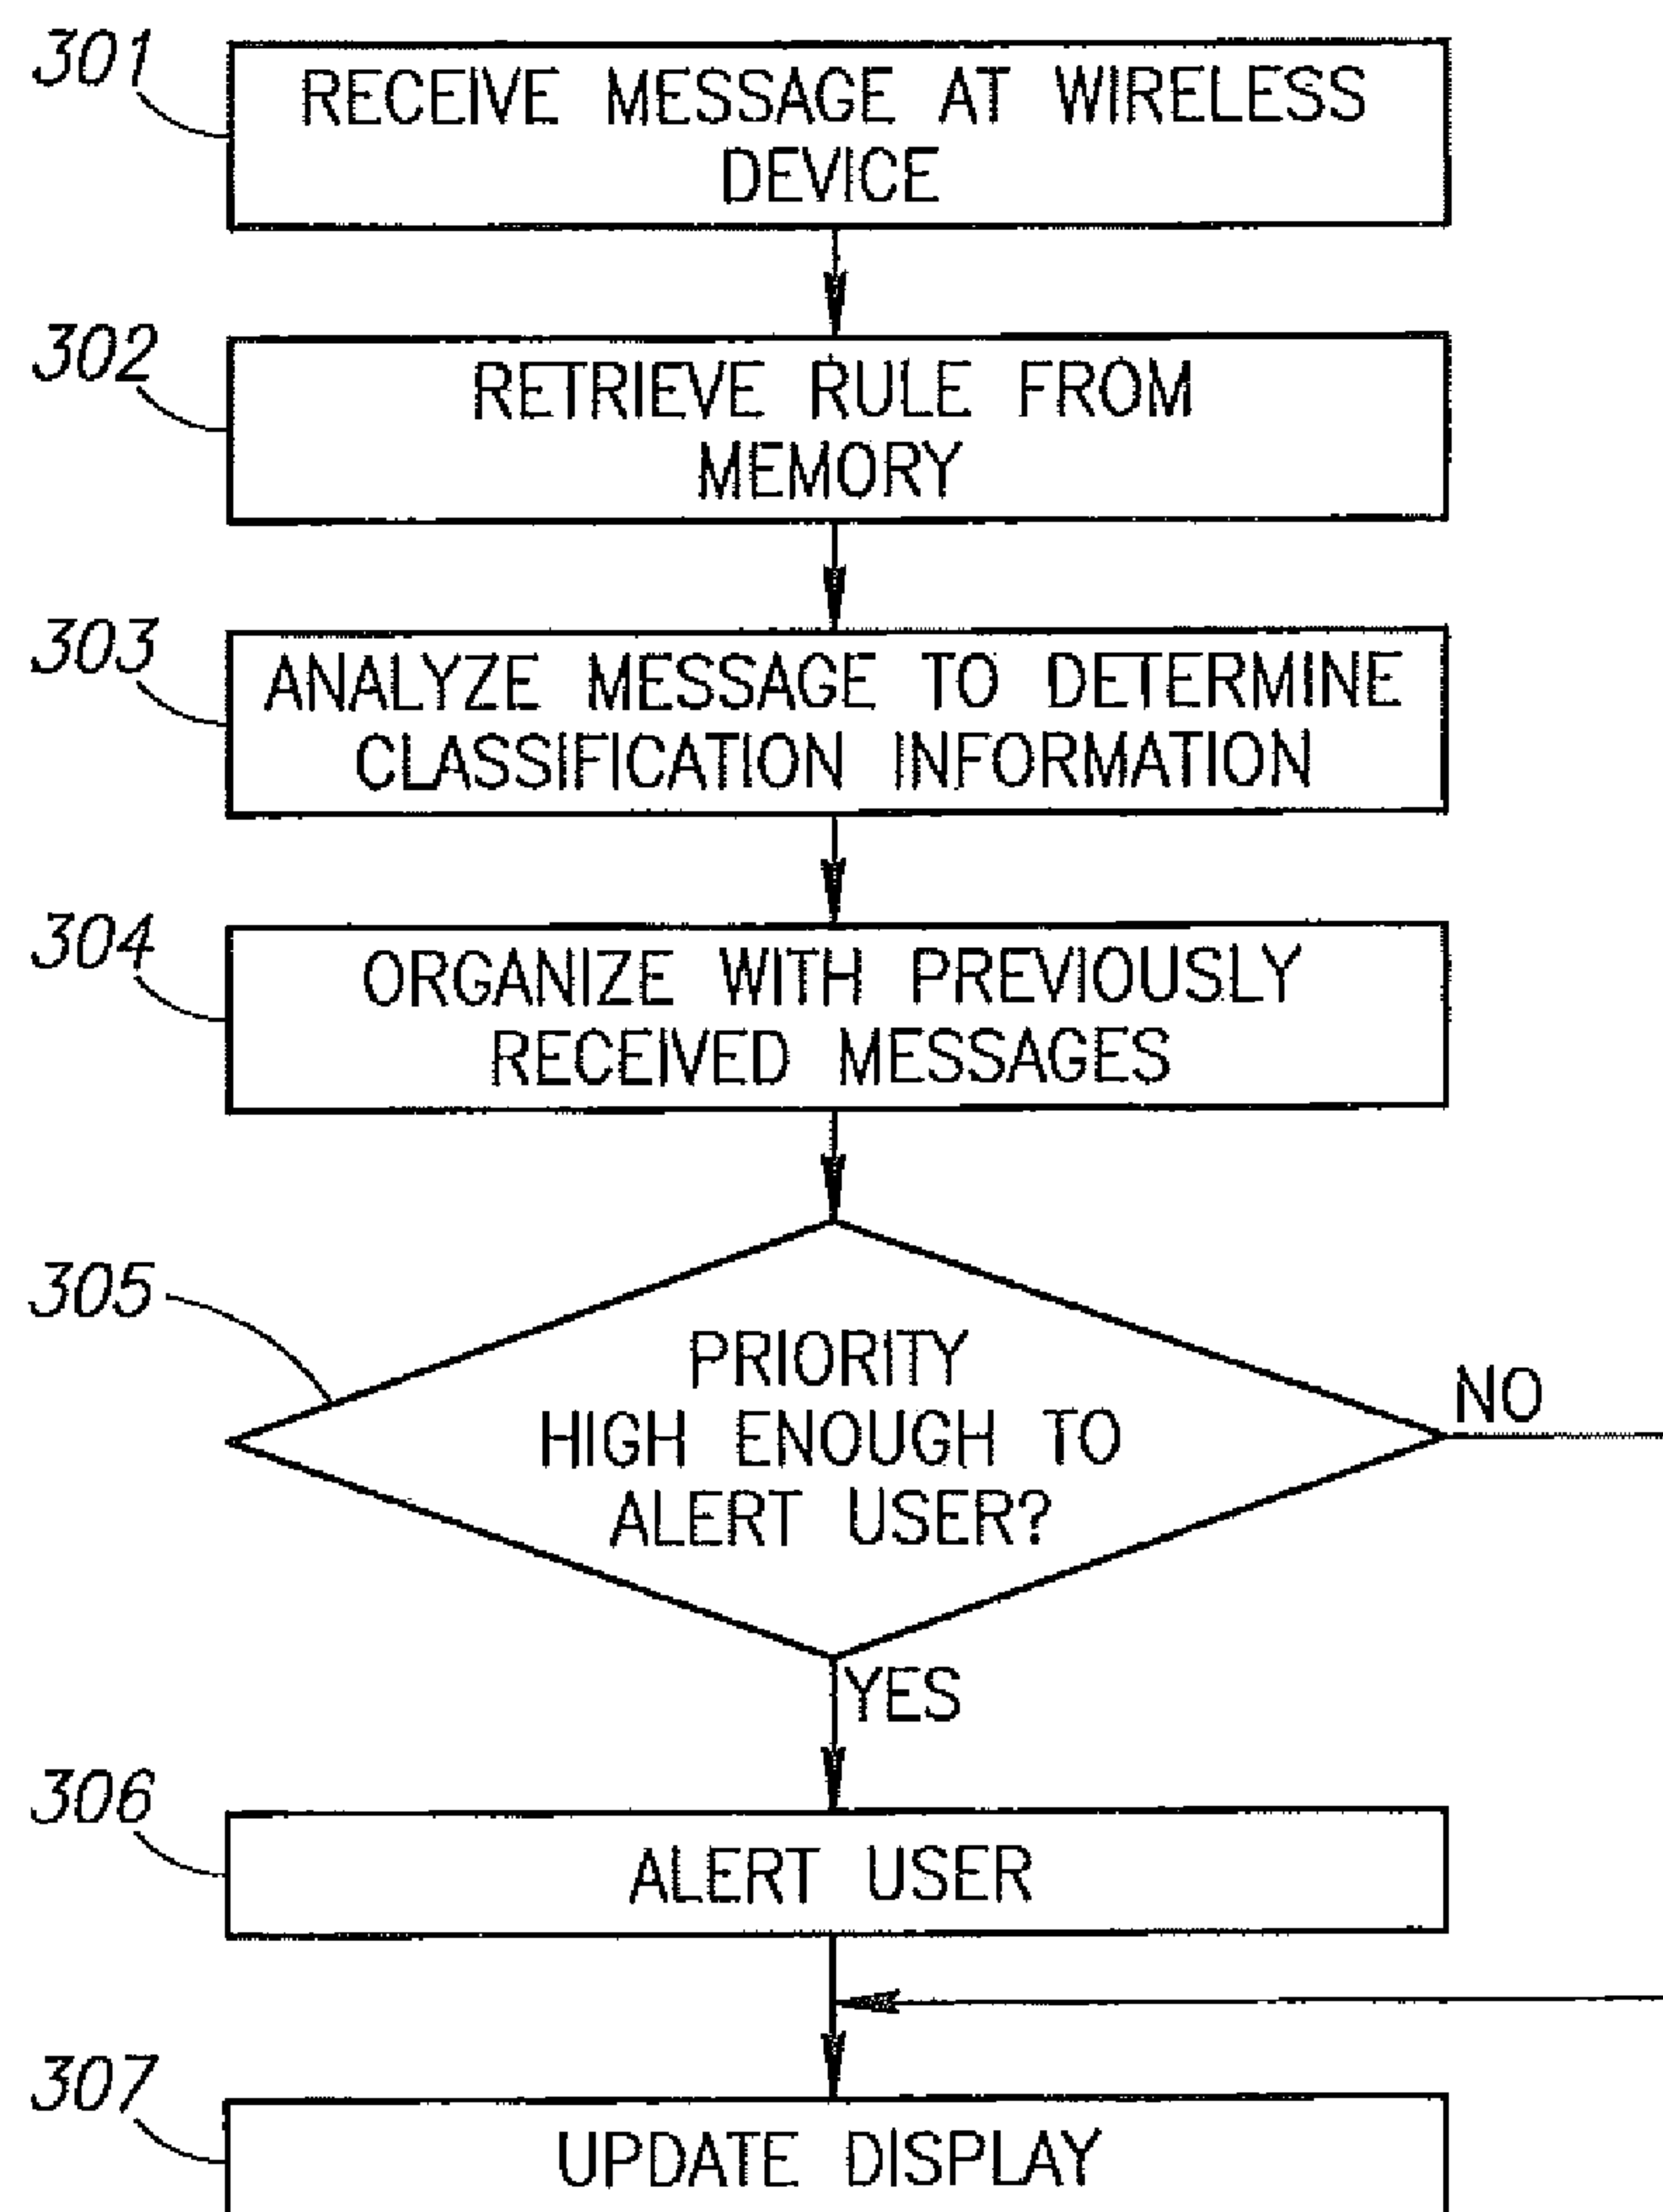 301
RECEIVE MESSAGE AT WIRELESS
DEVICE
302
RETRIEVE RULE FROM
MEMORY
303
ANALYZE MESSAGE TO DETERMINE
CLASSIFICATION INFORMATION
304
ORGANIZE WITH PREVIOUSLY
RECEIVED MESSAGES
305
PRIORITY
HIGH ENOUGH TO
ALERT USER?
NO
YES
306
ALERT USER
307
UPDATE DISPLAY